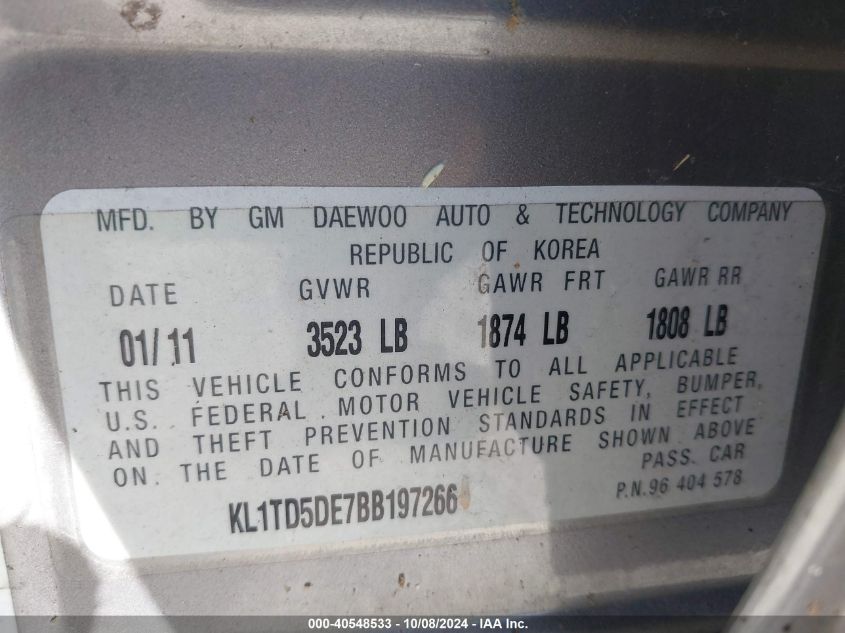 MFD. BY GM DAEWOO AUTO & TECHNOLOGY COMPANY
REPUBLIC OF KOREA
DATE GVWR GAWR FRT GAWR RR
01/11 3523 LB 1874 LB 1808 LB
THIS VEHICLE CONFORMS TO ALL APPLICABLE
U.S. FEDERAL MOTOR VEHICLE SAFETY, BUMPER,
AND THEFT PREVENTION STANDARDS IN EFFECT
ON THE DATE OF MANUFACTURE SHOWN ABOVE
PASS. CAR
KL1TD5DE7BB197266
P.N.96 404 578
000-40548533 - 10/08/2024 - IAA Inc.